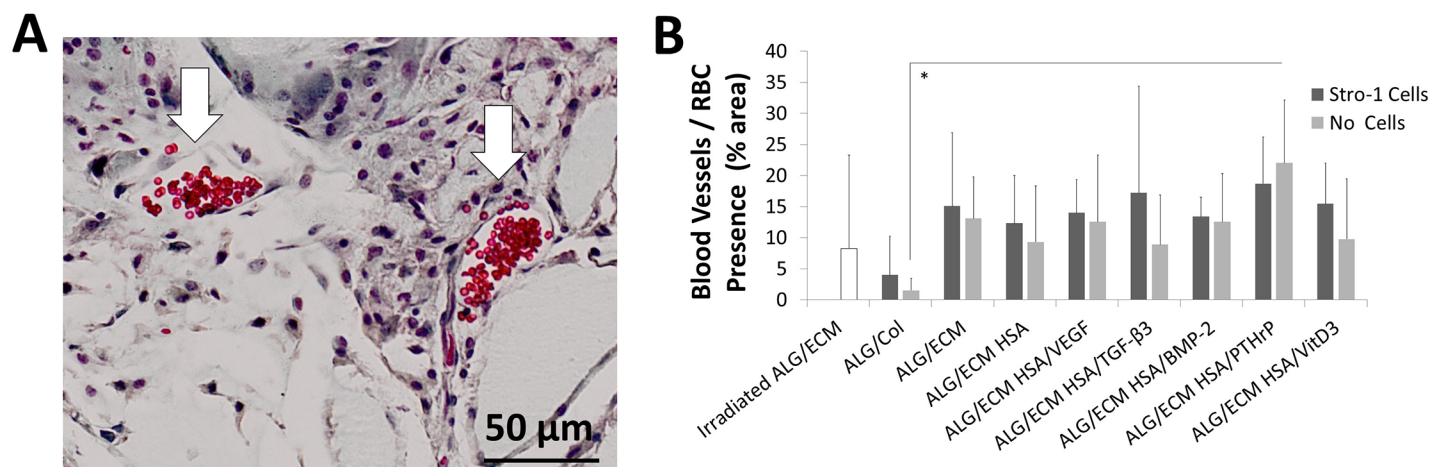 A
50 µm
B
Blood Vessels / RBC
Presence (% area)
40
35
30
25
20
15
10
5
0
*
Stro-1 Cells
No Cells
Irradiated ALG/ECM
ALG/Col
ALG/ECM
ALG/ECM HSA
ALG/ECM HSA/VEGF
ALG/ECM HSA/TGF-β3
ALG/ECM HSA/BMP-2
ALG/ECM HSA/PTHrP
ALG/ECM HSA/VitD3